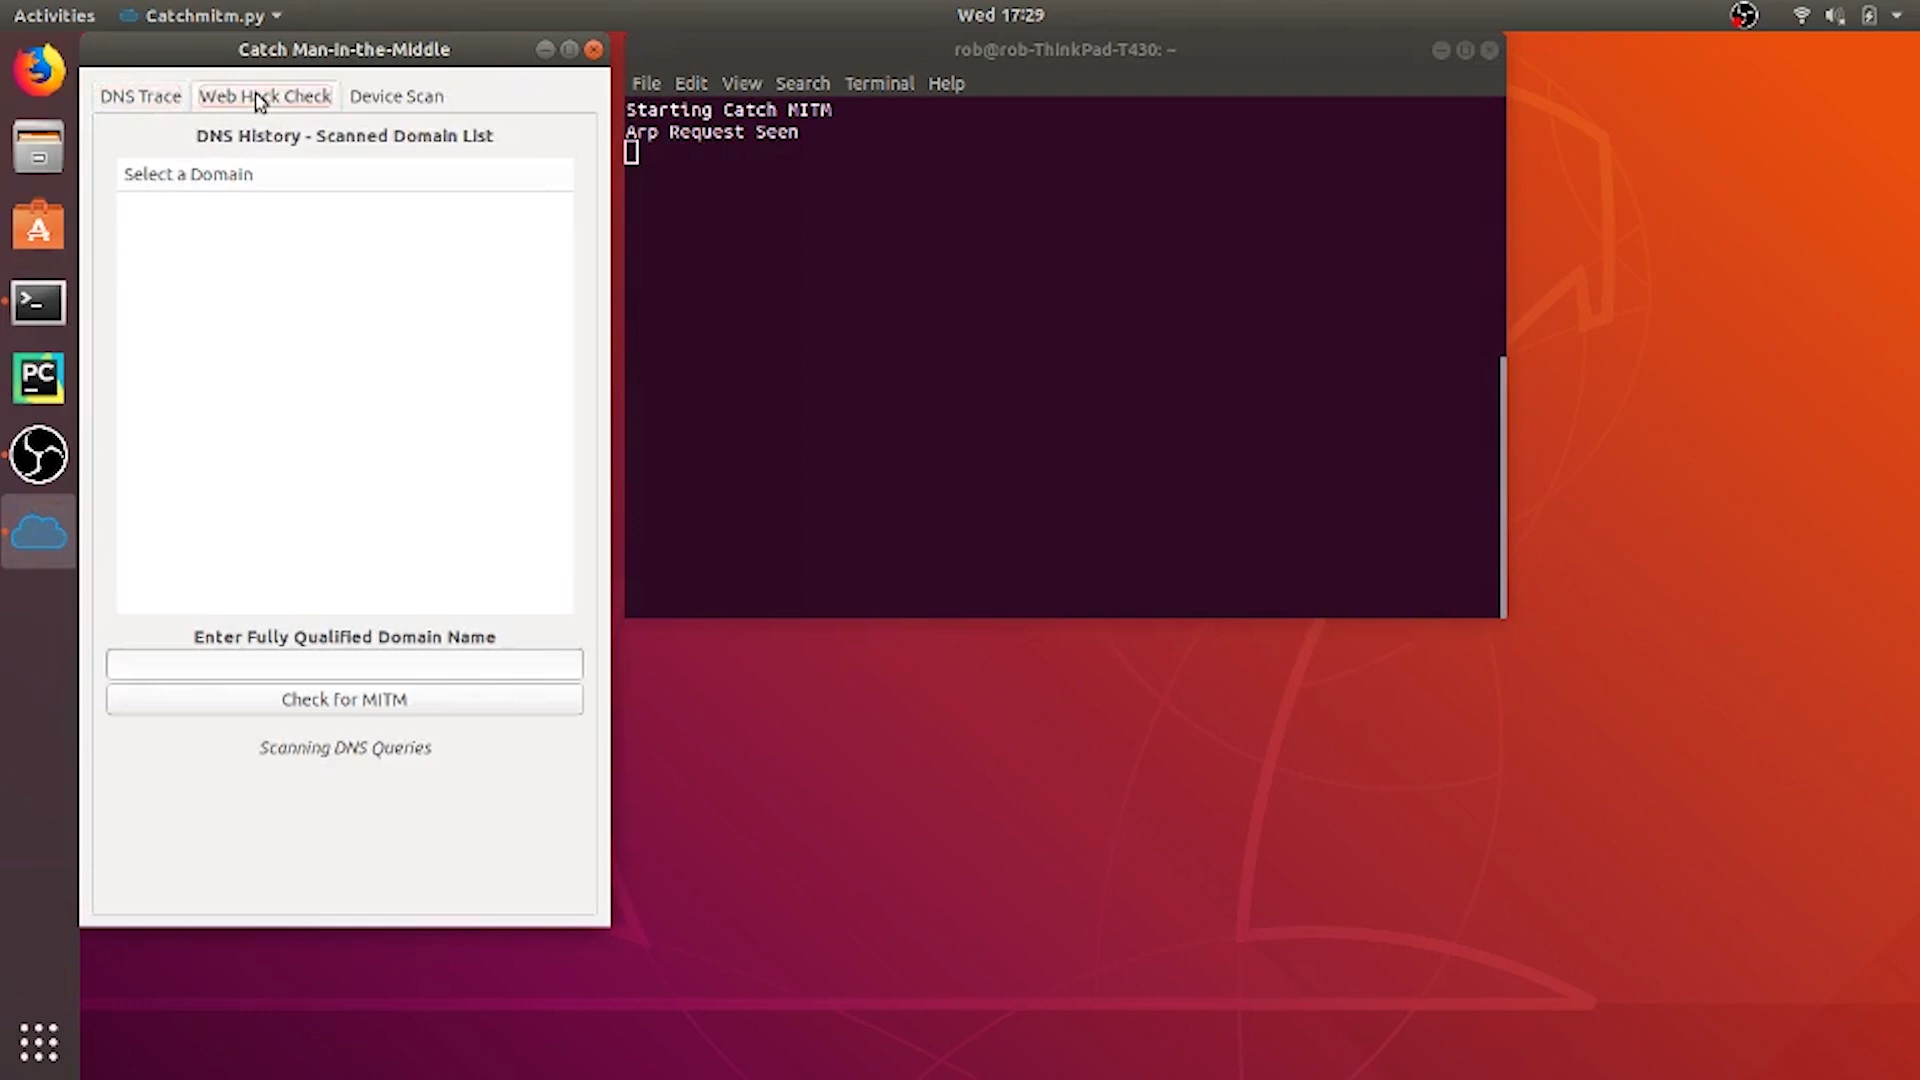 Activities
Catchmitm.py
Wed 17:29
Catch Man-in-the-Middle
DNS Trace
Web Hack Check
Device Scan
DNS History - Scanned Domain List
Select a Domain
Enter Fully Qualified Domain Name
Check for MITM
Scanning DNS Queries
rob@rob-ThinkPad-T430: ~
File Edit View Search Terminal Help
Starting Catch MITM
Arp Request Seen
PC